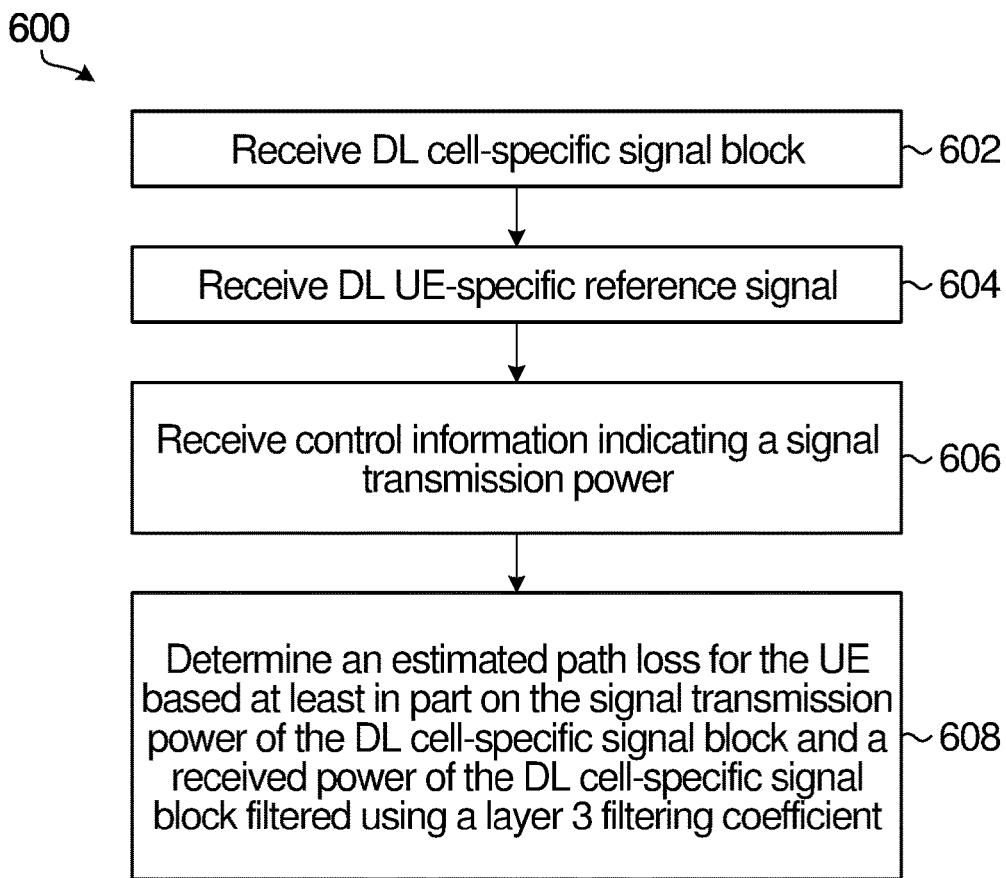 600
Receive DL cell-specific signal block
602
Receive DL UE-specific reference signal
604
Receive control information indicating a signal
transmission power
606
Determine an estimated path loss for the UE
based at least in part on the signal transmission
power of the DL cell-specific signal block and a
received power of the DL cell-specific signal
block filtered using a layer 3 filtering coefficient
608